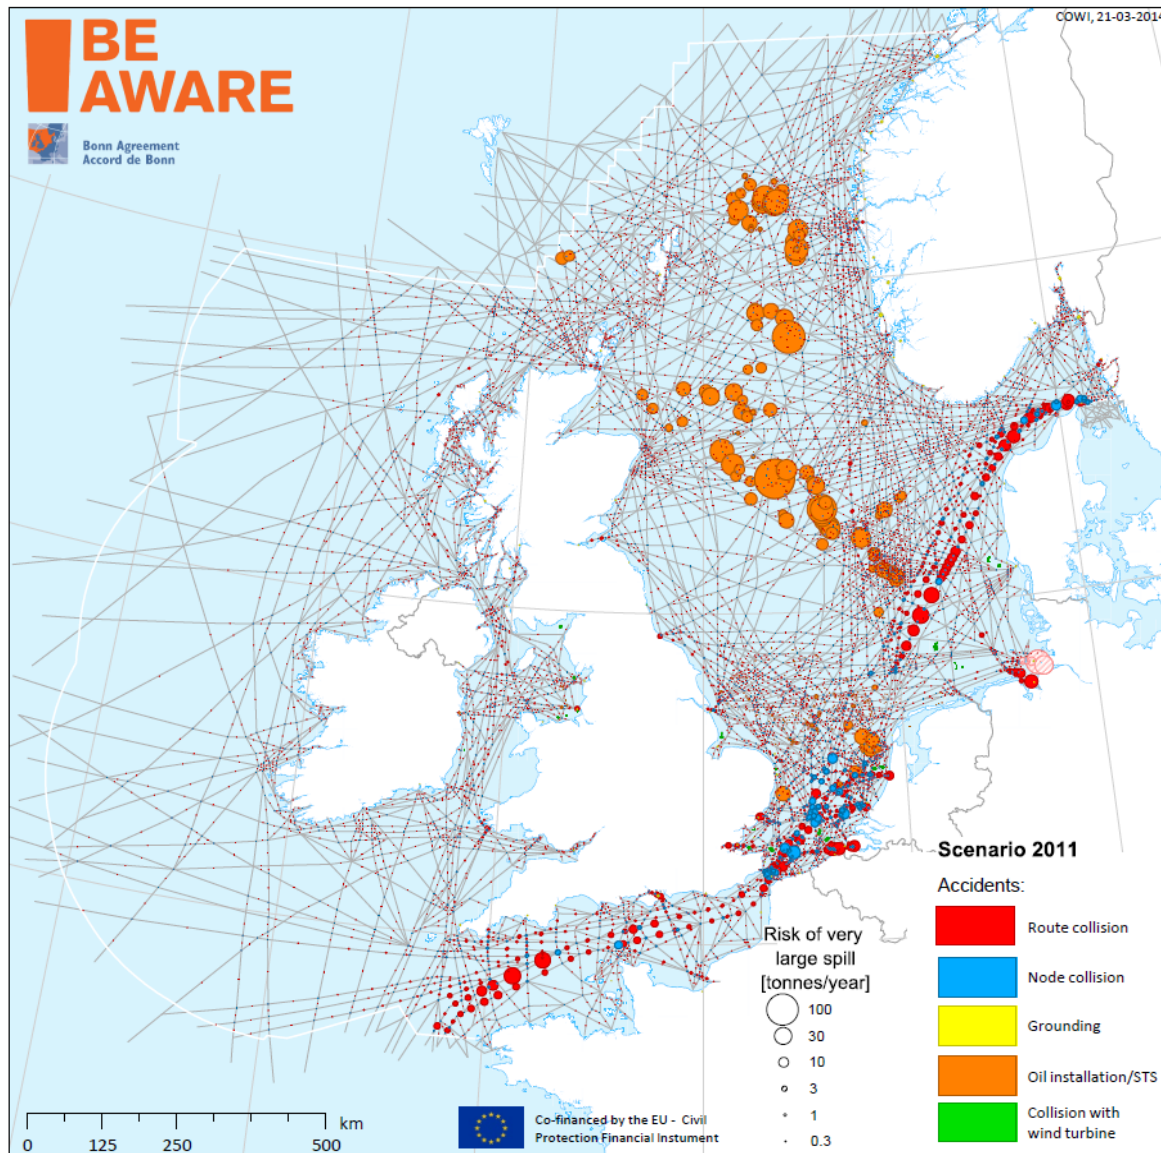 COWI, 21-03-2014
BE
AWARE
Bonn Agreement
Accord de Bonn
Scenario 2011
Accidents:
Route collision
Node collision
Grounding
Oil installation/STS
Collision with
wind turbine
Risk of very
large spill
[tonnes/year]
100
30
10
3
1
0.3
km
0 125 250 500
Co-financed by the EU - Civil
Protection Financial Instument